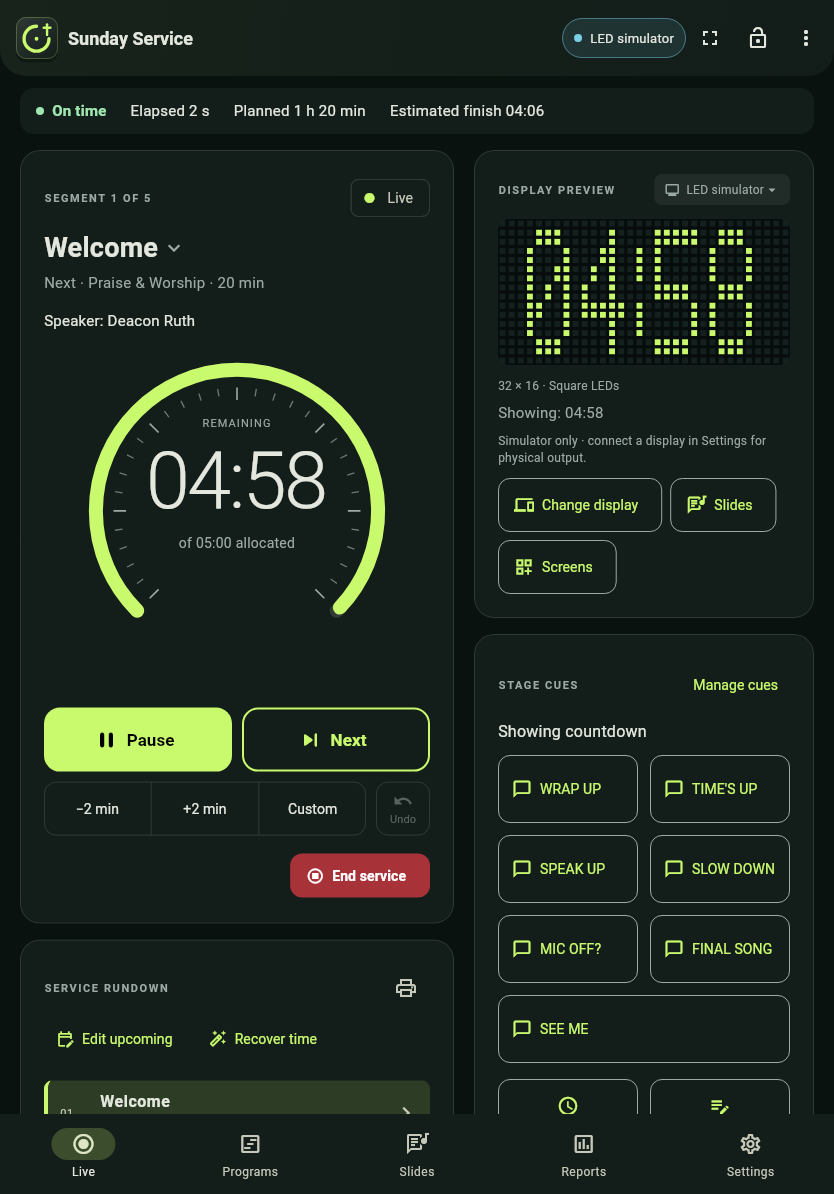 Sunday Service
LED simulator
On time
Elapsed 2 s
Planned 1 h 20 min
Estimated finish 04:06
SEGMENT 1 OF 5
Live
Welcome
Next · Praise & Worship · 20 min
Speaker: Deacon Ruth
REMAINING
04:58
of 05:00 allocated
Pause
Next
−2 min
+2 min
Custom
Undo
End service
SERVICE RUNDOWN
Edit upcoming
Recover time
01
Welcome
DISPLAY PREVIEW
LED simulator
04:58
32 × 16 · Square LEDs
Showing: 04:58
Simulator only · connect a display in Settings for
physical output.
Change display
Slides
Screens
STAGE CUES
Manage cues
Showing countdown
WRAP UP
TIME'S UP
SPEAK UP
SLOW DOWN
MIC OFF?
FINAL SONG
SEE ME
Live
Programs
Slides
Reports
Settings